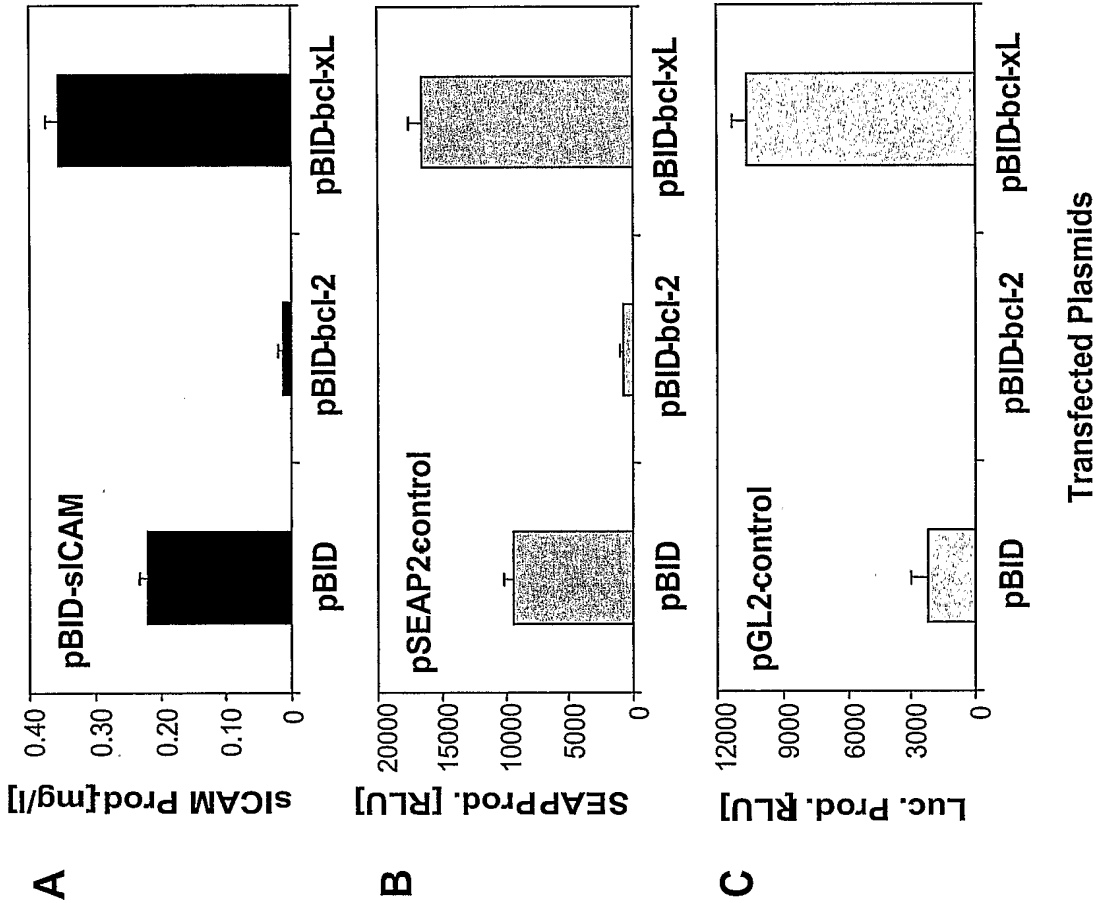 A
sICAM Prod.[mg/l]
0.40
0.30
0.20
0.10
0
pBID-sICAM
pBID
pBID-bcl-2
pBID-bcl-xL
B
SEAPProd. [RLU]
20000
15000
10000
5000
0
pSEAP2-control
pBID
pBID-bcl-2
pBID-bcl-xL
C
Luc. Prod. [RLU]
12000
9000
6000
3000
0
pGL2-control
pBID
pBID-bcl-2
pBID-bcl-xL
Transfected Plasmids